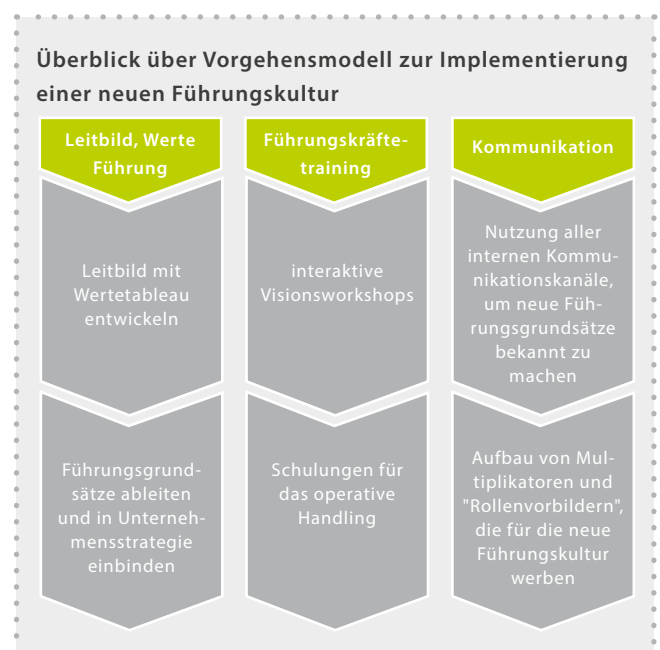 Überblick über Vorgehensmodell zur Implementierung
einer neuen Führungskultur
Leitbild, Werte
Führung
Leitbild mit
Wertetableau
entwickeln
Führungsgrund-
sätze ableiten
und in Unterneh-
mensstrategie
einbinden
Führungskräfte-
training
interaktive
Visionsworkshops
Schulungen für
das operative
Handling
Kommunikation
Nutzung aller
internen Kommu-
nikationskanäle,
um neue Füh-
rungsgrundsätze
bekannt zu
machen
Aufbau von Mul-
tiplikatoren und
"Rollenvorbildern",
die für die neue
Führungskultur
werben